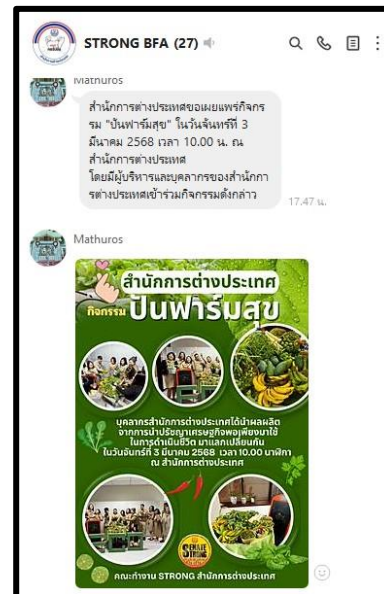 STRONG BFA (27)
Mathuros
สำนักการต่างประเทศขอเผยแพร่กิจกร
รม "ปันฟาร์มสุข" ในวันจันทร์ที่ 3
มีนาคม 2568 เวลา 10.00 น. ณ
สำนักการต่างประเทศ
โดยมีผู้บริหารและบุคลากรของสำนักกา
รต่างประเทศเข้าร่วมกิจกรรมดังกล่าว
17.47 น.
Mathuros
สำนักการต่างประเทศ
กิจกรรม ปันฟาร์มสุข
บุคลากรสำนักการต่างประเทศได้นำผลผลิต
จากการนำปรัชญาเศรษฐกิจพอเพียงมาใช้
ในการดำเนินชีวิต มาแลกเปลี่ยนกัน
ในวันจันทร์ที่ 3 มีนาคม 2568 เวลา 10.00 นาฬิกา
ณ สำนักการต่างประเทศ
SENATE
STRONG
คณะทำงาน STRONG สำนักการต่างประเทศ